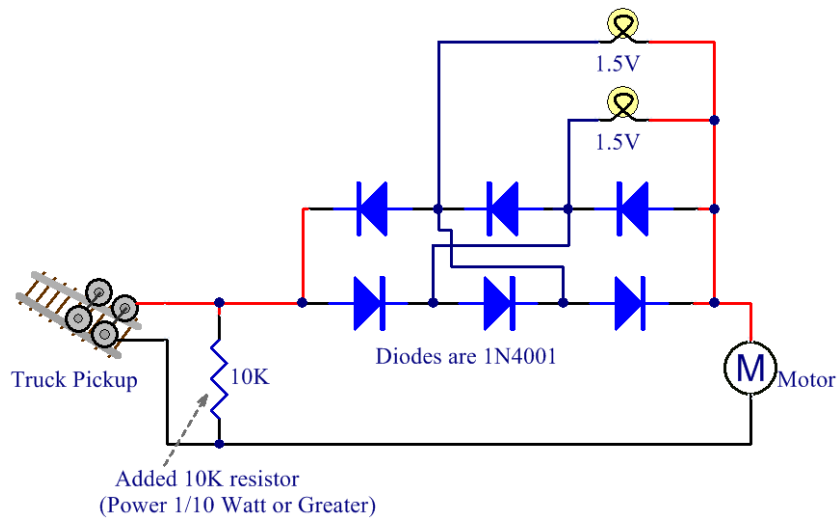 1.5V
1.5V
Diodes are 1N4001
Truck Pickup
10K
M
Motor
Added 10K resistor
(Power 1/10 Watt or Greater)